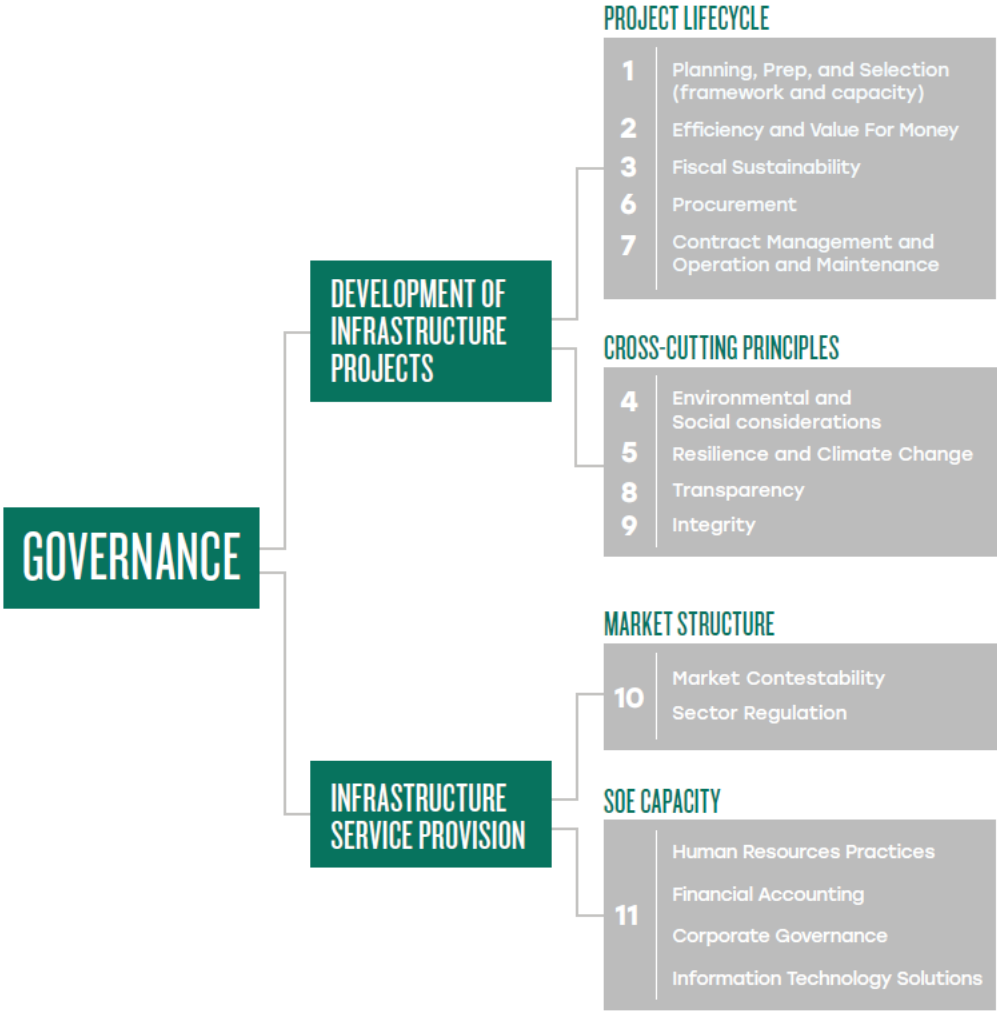 PROJECT LIFECYCLE
1 Planning, Prep, and Selection
(framework and capacity)
2 Efficiency and Value For Money
3 Fiscal Sustainability
6 Procurement
7 Contract Management and
Operation and Maintenance
DEVELOPMENT OF
INFRASTRUCTURE
PROJECTS
CROSS-CUTTING PRINCIPLES
4 Environmental and
Social considerations
5 Resilience and Climate Change
8 Transparency
9 Integrity
GOVERNANCE
MARKET STRUCTURE
10
Market Contestability
Sector Regulation
INFRASTRUCTURE
SERVICE PROVISION
SOE CAPACITY
11
Human Resources Practices
Financial Accounting
Corporate Governance
Information Technology Solutions